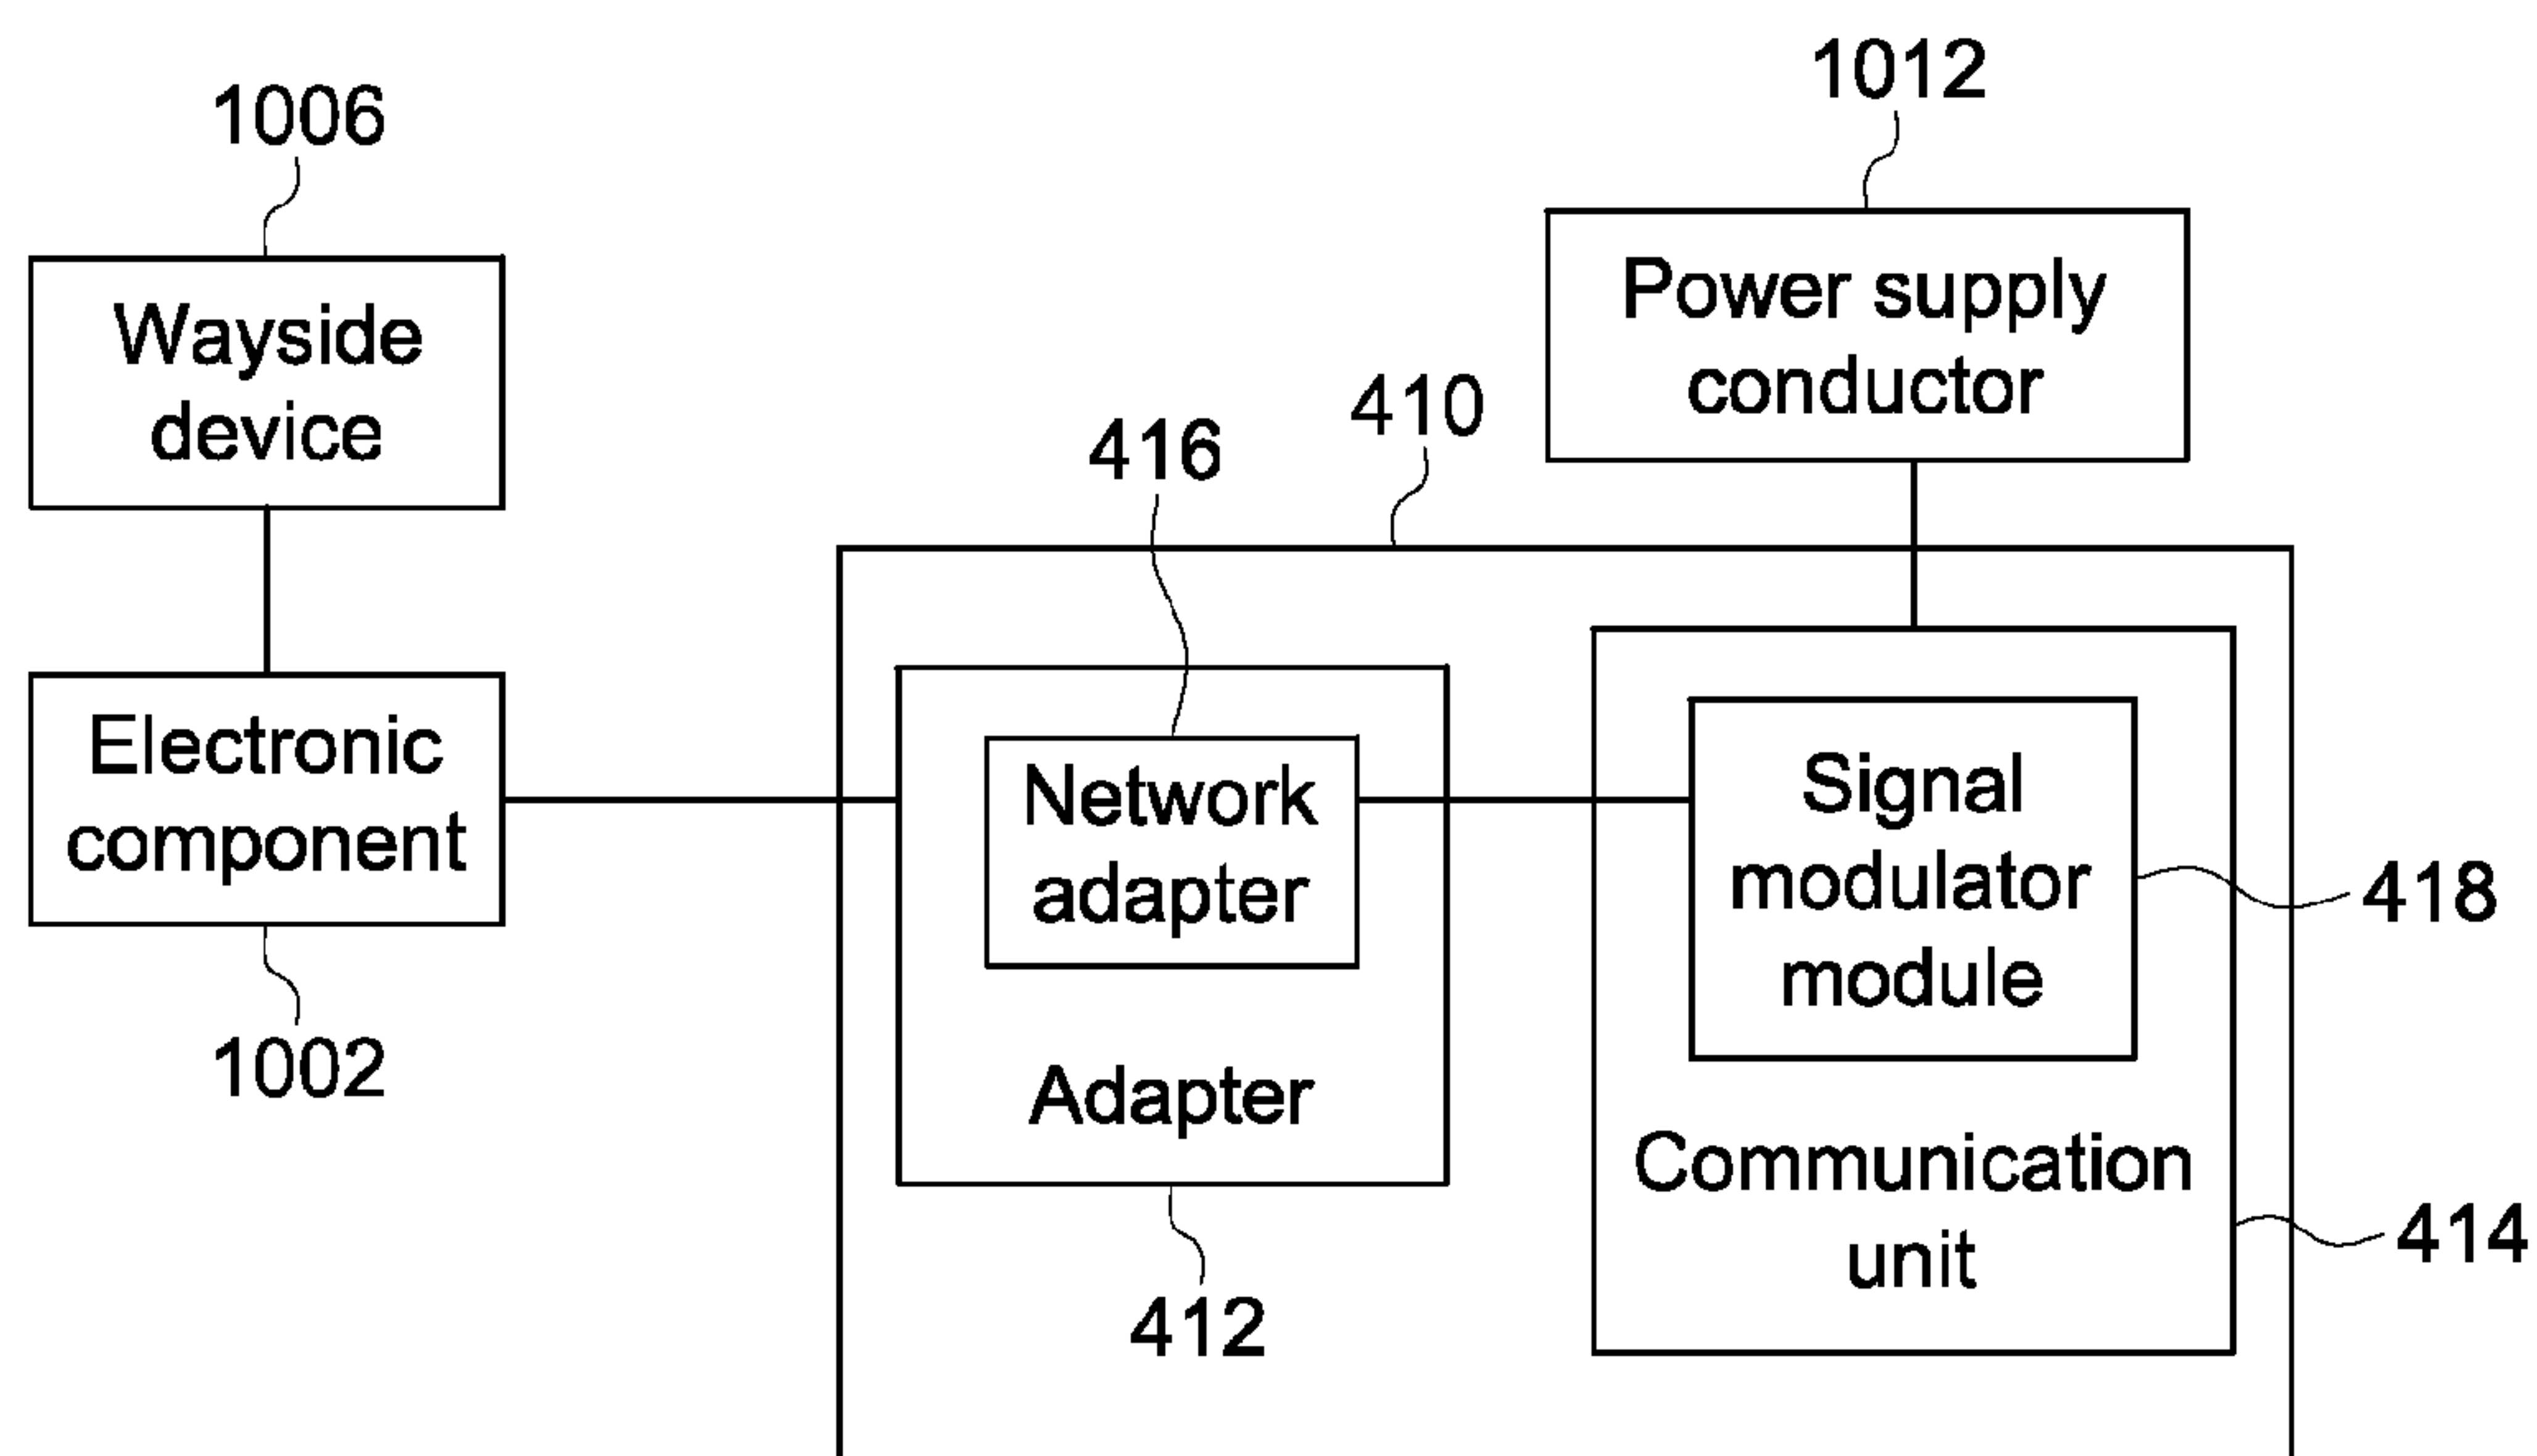 1006
Wayside
device
Electronic
component
1002
1012
Power supply
conductor
410
416
Network
adapter
Adapter
412
Signal
modulator
module
418
Communication
unit
414